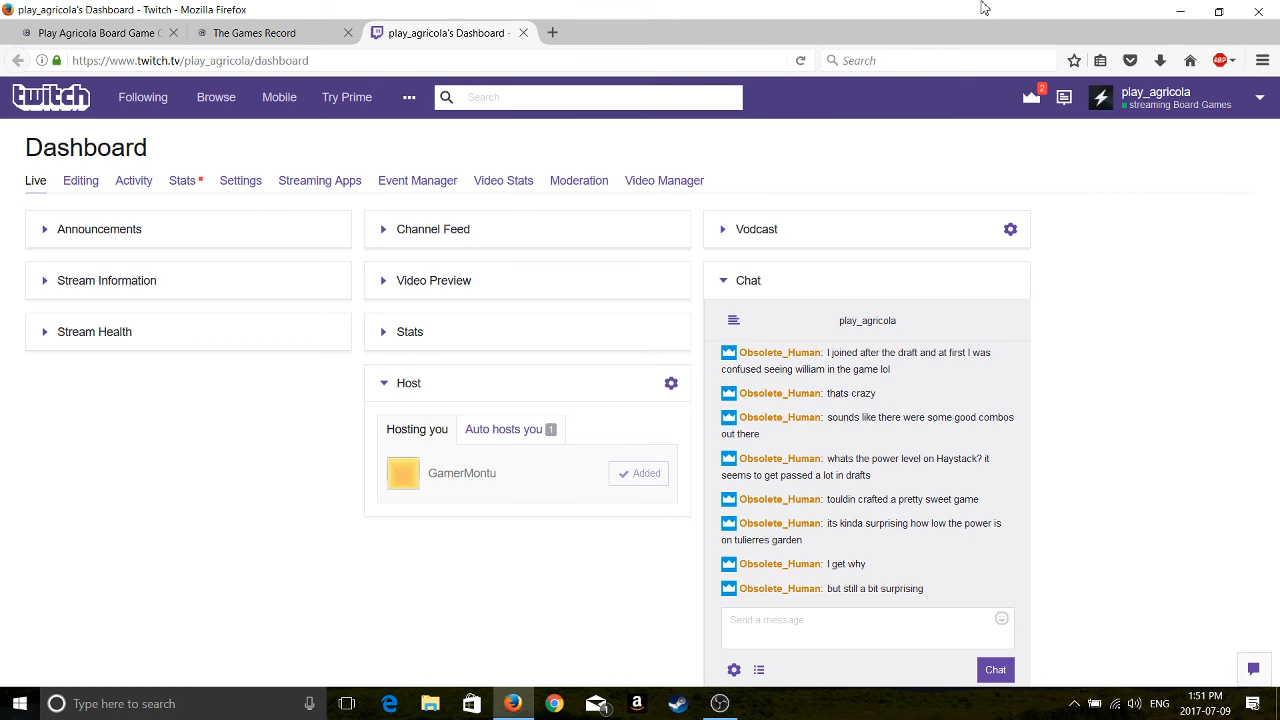 play_agricola's Dashboard - Twitch - Mozilla Firefox
Play Agricola Board Game
The Games Record
play_agricola's Dashboard -
https://www.twitch.tv/play_agricola/dashboard
Search
ABP
twitch
Following
Browse
Mobile
Try Prime
Search
2
play_agricola
streaming Board Games
Dashboard
Live
Editing
Activity
Stats
Settings
Streaming Apps
Event Manager
Video Stats
Moderation
Video Manager
Announcements
Channel Feed
Vodcast
Stream Information
Video Preview
Chat
Stream Health
Stats
Host
Hosting you
Auto hosts you 1
GamerMontu
Added
play_agricola
Obsolete_Human: I joined after the draft and at first I was
confused seeing william in the game lol
Obsolete_Human: thats crazy
Obsolete_Human: sounds like there were some good combos
out there
Obsolete_Human: whats the power level on Haystack? it
seems to get passed a lot in drafts
Obsolete_Human: touldin crafted a pretty sweet game
Obsolete_Human: its kinda surprising how low the power is
on tulierres garden
Obsolete_Human: I get why
Obsolete_Human: but still a bit surprising
Send a message
Chat
Type here to search
1
ENG
1:51 PM
2017-07-09